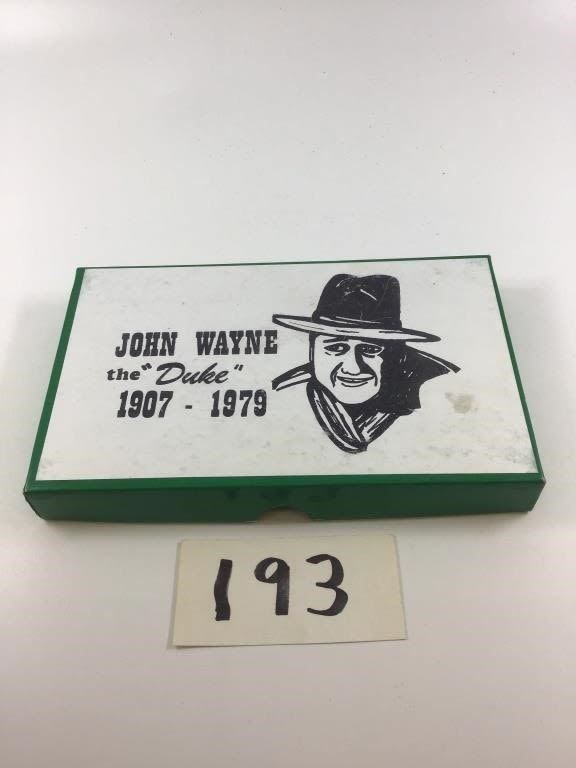 JOHN WAYNE
the "Duke"
1907 - 1979
193